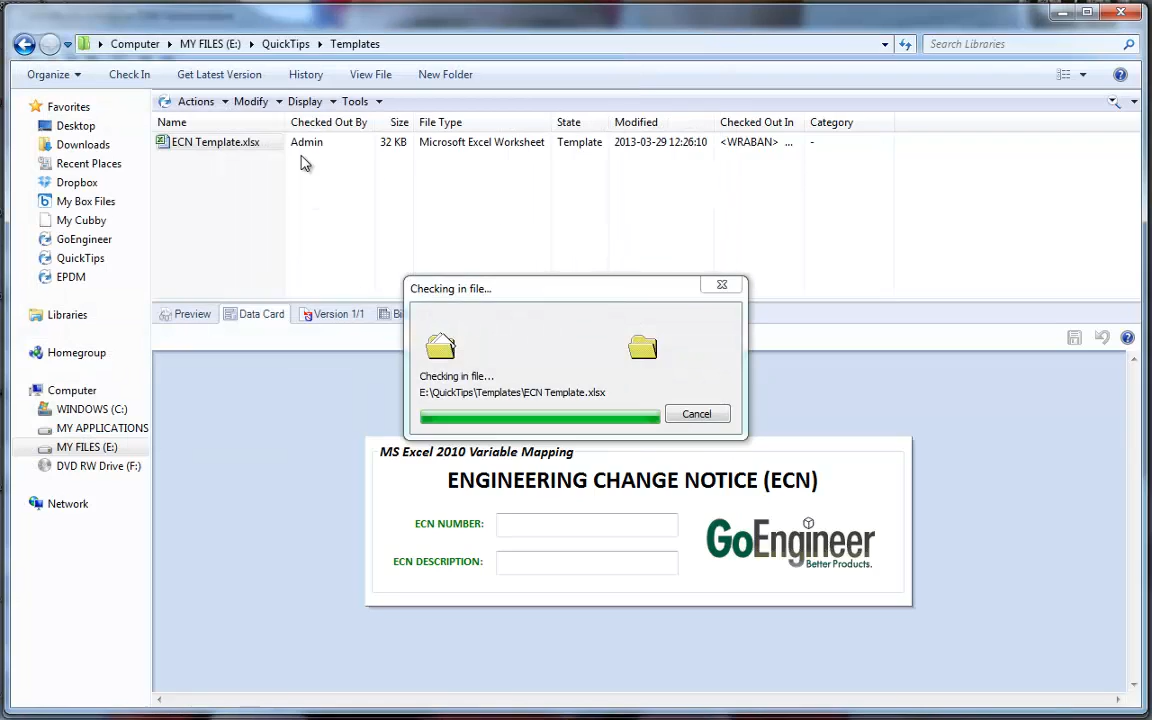 Computer MY FILES (E:) QuickTips Templates
Search Libraries
Organize Check In Get Latest Version History View File New Folder
Favorites
Desktop
Downloads
Recent Places
Dropbox
My Box Files
My Cubby
GoEngineer
QuickTips
EPDM
Libraries
Homegroup
Computer
WINDOWS (C:)
MY APPLICATIONS
MY FILES (E:)
DVD RW Drive (F:)
Network
Actions Modify Display Tools
Name Checked Out By Size File Type State Modified Checked Out In Category
ECN Template.xlsx Admin 32 KB Microsoft Excel Worksheet Template 2013-03-29 12:26:10 <WRABAN> ... -
Preview Data Card Version 1/1 Bi
Checking in file...
Checking in file...
E:\QuickTips\Templates\ECN Template.xlsx
Cancel
MS Excel 2010 Variable Mapping
ENGINEERING CHANGE NOTICE (ECN)
ECN NUMBER:
ECN DESCRIPTION:
GoEngineer
Better Products.